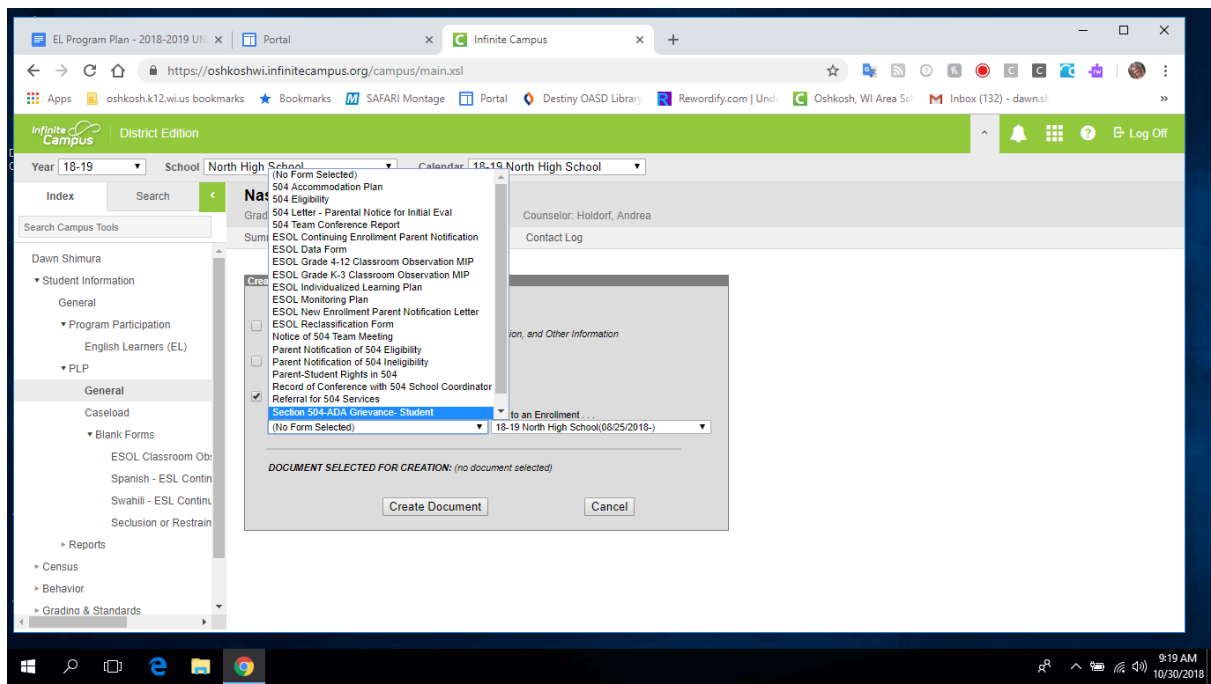 EL Program Plan - 2018-2019 UN
Portal
Infinite Campus
https://oshkoshwi.infinitecampus.org/campus/main.xsl
Apps oshkosh.k12.wi.us bookmarks Bookmarks SAFARI Montage Portal Destiny OASD Library Rewordify.com | Und Oshkosh, WI Area Sch Inbox (132) - dawn.s »
Infinite Campus District Edition Log Off
Year 18-19 School North High School Calendar 18-19 North High School
Index Search
Search Campus Tools
Dawn Shimura
Student Information
General
Program Participation
English Learners (EL)
PLP
General
Caseload
Blank Forms
ESOL Classroom Ob
Spanish - ESL Contin
Swahili - ESL Continu
Seclusion or Restrain
Reports
Census
Behavior
Grading & Standards
Nas
Grad
Counselor: Holdorf, Andrea
Sum
Contact Log
Crea
(No Form Selected)
504 Accommodation Plan
504 Eligibility
504 Letter - Parental Notice for Initial Eval
504 Team Conference Report
ESOL Continuing Enrollment Parent Notification
ESOL Data Form
ESOL Grade 4-12 Classroom Observation MIP
ESOL Grade K-3 Classroom Observation MIP
ESOL Individualized Learning Plan
ESOL Monitoring Plan
ESOL New Enrollment Parent Notification Letter
ESOL Reclassification Form
Notice of 504 Team Meeting
Parent Notification of 504 Eligibility
Parent Notification of 504 Ineligibility
Parent-Student Rights in 504
Record of Conference with 504 School Coordinator
Referral for 504 Services
Section 504-ADA Grievance- Student
ion, and Other Information
to an Enrollment . . .
(No Form Selected) 18-19 North High School(08/25/2018-)
DOCUMENT SELECTED FOR CREATION: (no document selected)
Create Document Cancel
9:19 AM
10/30/2018